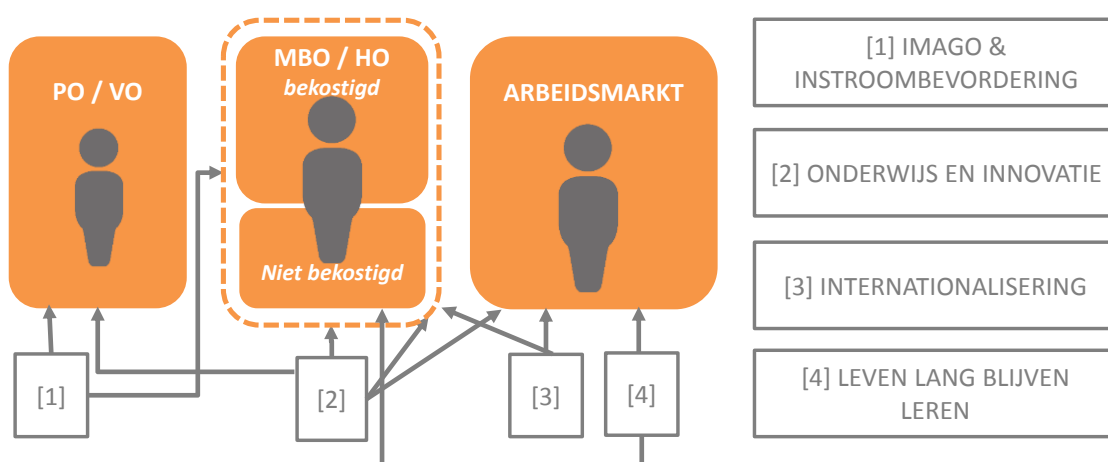 PO / VO
MBO / HO
bekostigd
Niet bekostigd
ARBEIDSMARKT
[1]
[2]
[3]
[4]
[1] IMAGO &
INSTROOMBEVORDERING
[2] ONDERWIJS EN INNOVATIE
[3] INTERNATIONALISERING
[4] LEVEN LANG BLIJVEN
LEREN